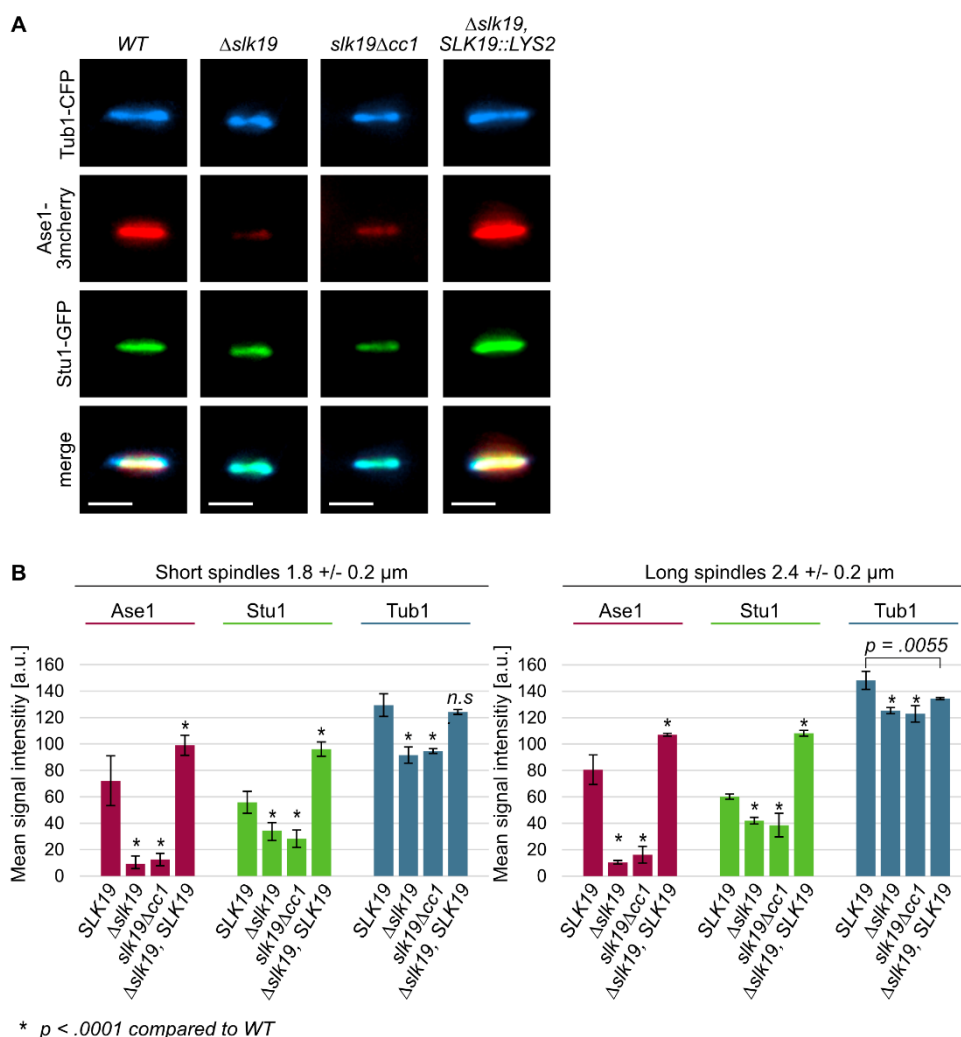 A
WT
Δslk19
slk19Δcc1
Δslk19,
SLK19::LYS2
Tub1-CFP
Ase1-
3mcherry
Stu1-GFP
merge
B
Short spindles 1.8 +/- 0.2 µm
Ase1
Stu1
Tub1
Mean signal intensitiy [a.u.]
160
140
120
100
80
60
40
20
0
* * *
* * *
* * n.s
SLK19
Δslk19
slk19Δcc1
Δslk19, SLK19
SLK19
Δslk19
slk19Δcc1
Δslk19, SLK19
SLK19
Δslk19
slk19Δcc1
Δslk19, SLK19
Long spindles 2.4 +/- 0.2 µm
Ase1
Stu1
Tub1
p = .0055
Mean signal intensity [a.u.]
160
140
120
100
80
60
40
20
0
* * *
* * *
* *
SLK19
Δslk19
slk19Δcc1
Δslk19, SLK19
SLK19
Δslk19
slk19Δcc1
Δslk19, SLK19
SLK19
Δslk19
slk19Δcc1
Δslk19, SLK19
* p < .0001 compared to WT